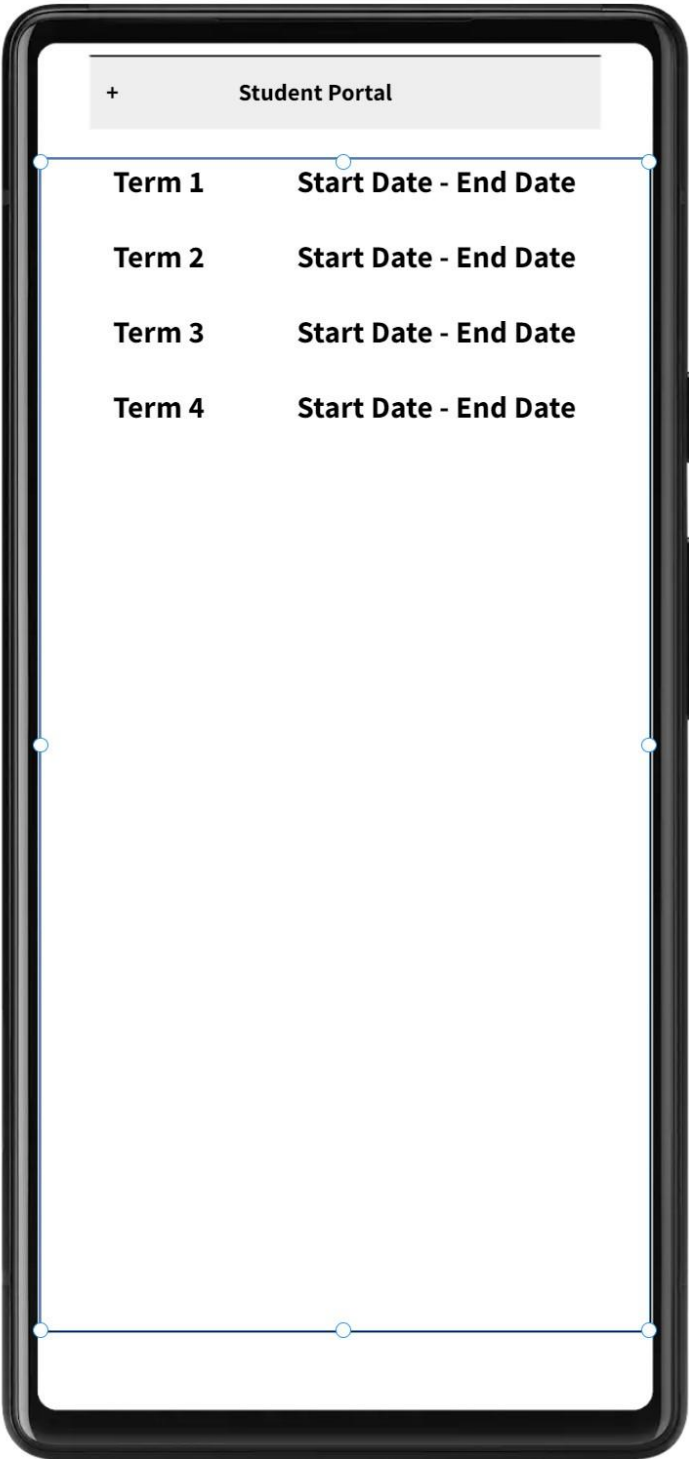 + Student Portal
Term 1 Start Date - End Date
Term 2 Start Date - End Date
Term 3 Start Date - End Date
Term 4 Start Date - End Date